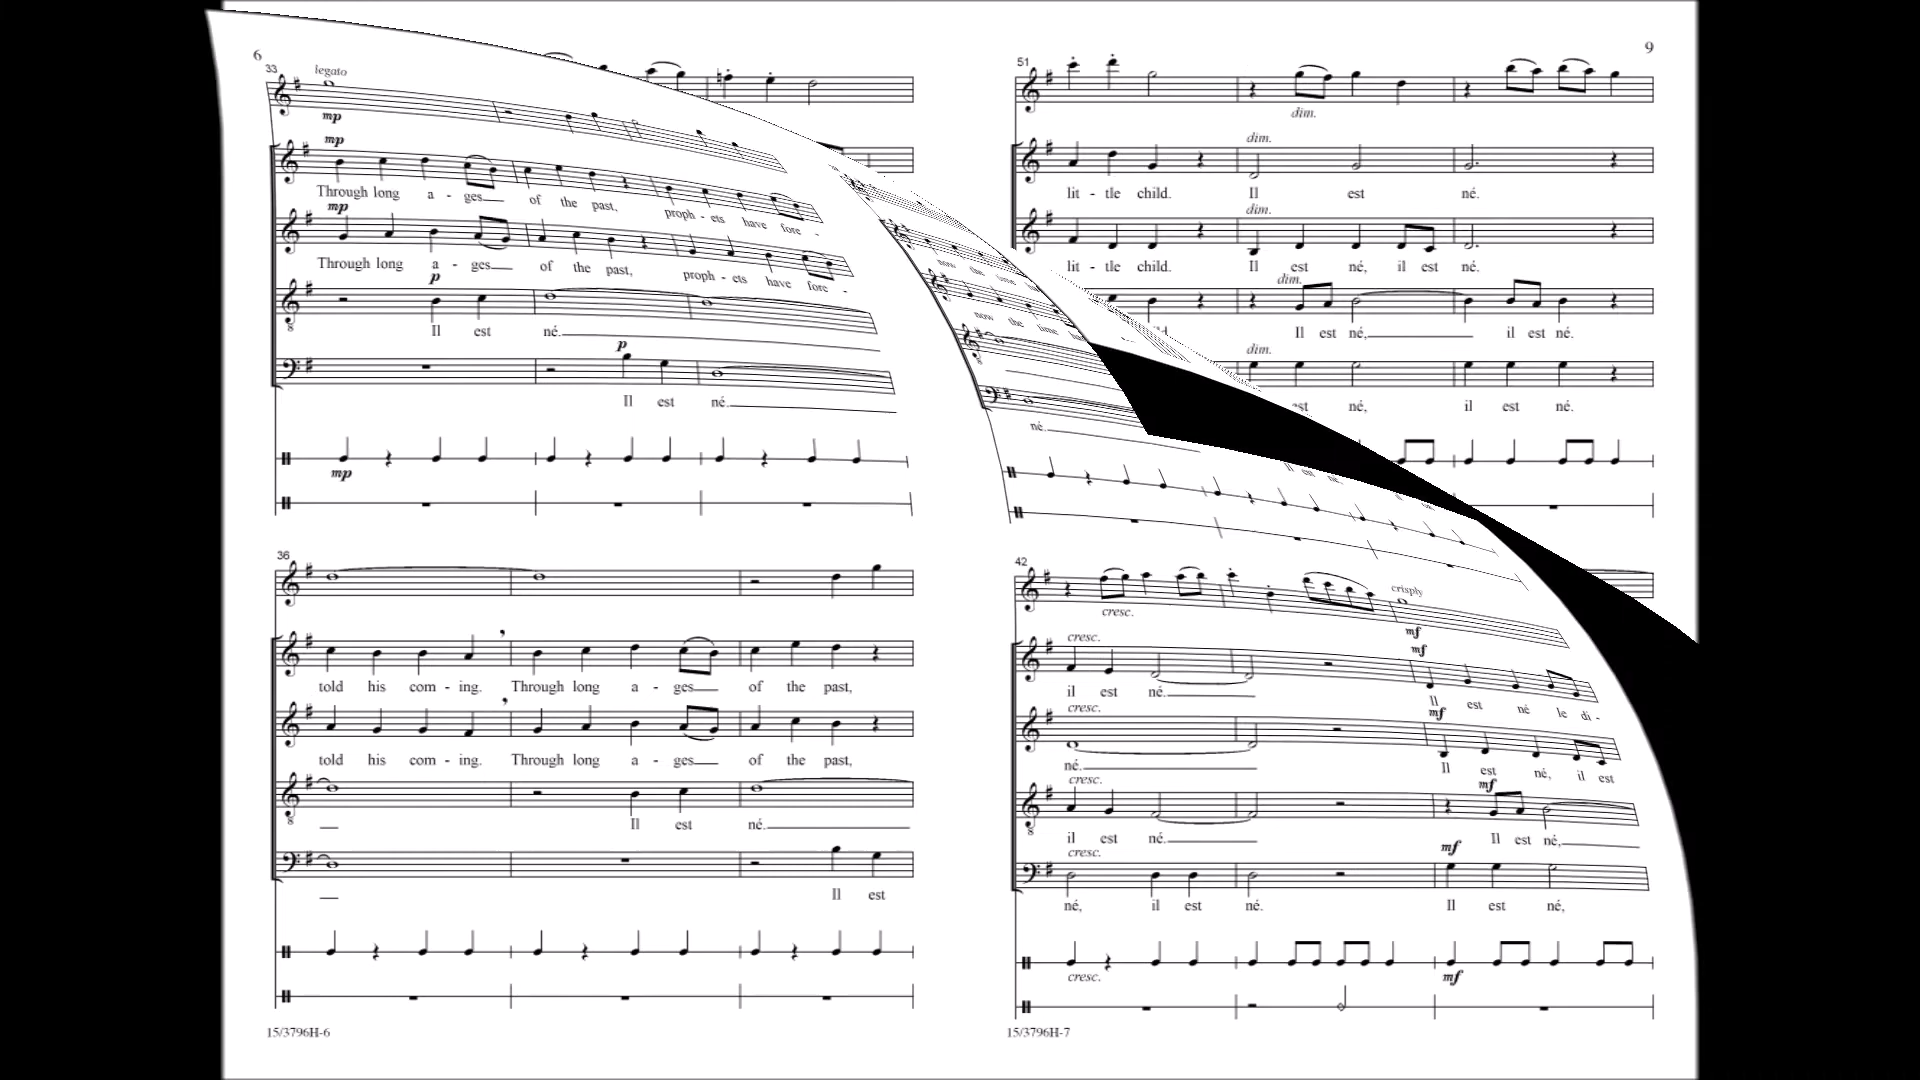 6
33
legato
mp
mp
Through long a - ges of the past, proph - ets have fore -
mp
Through long a - ges of the past, proph - ets have fore -
p
Il est né.
p
Il est né.
mp
36
told his com - ing. Through long a - ges of the past,
told his com - ing. Through long a - ges of the past,
Il est né.
Il est
15/3796H-6
9
51
dim.
dim.
lit - tle child. Il est né.
dim.
lit - tle child. Il est né, il est né.
dim.
Il est né, il est né.
dim.
né, il est né.
now the time
now the time
né.
42
cresc.
crisply
mf
cresc.
mf
il est né. Il est né le di -
cresc.
mf
né. Il est né, il est
cresc.
mf
il est né. Il est né,
cresc.
mf
né, il est né. Il est né,
cresc.
mf
15/3796H-7